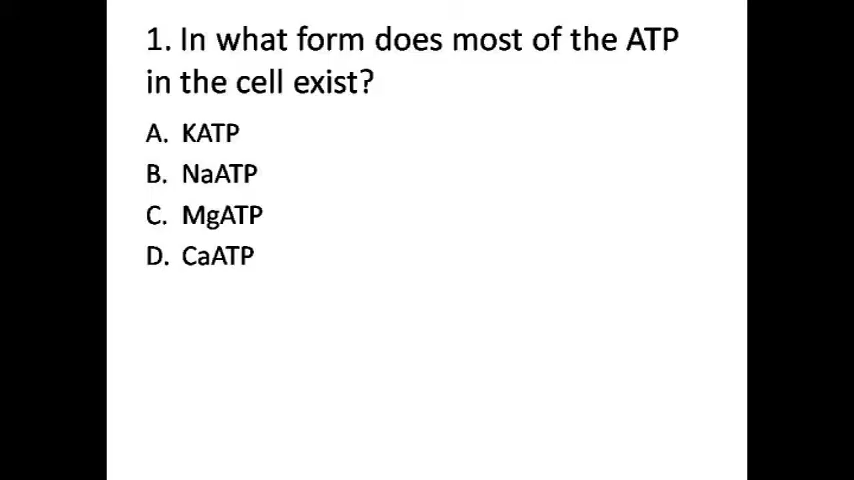 1. In what form does most of the ATP
in the cell exist?
A. KATP
B. NaATP
C. MgATP
D. CaATP